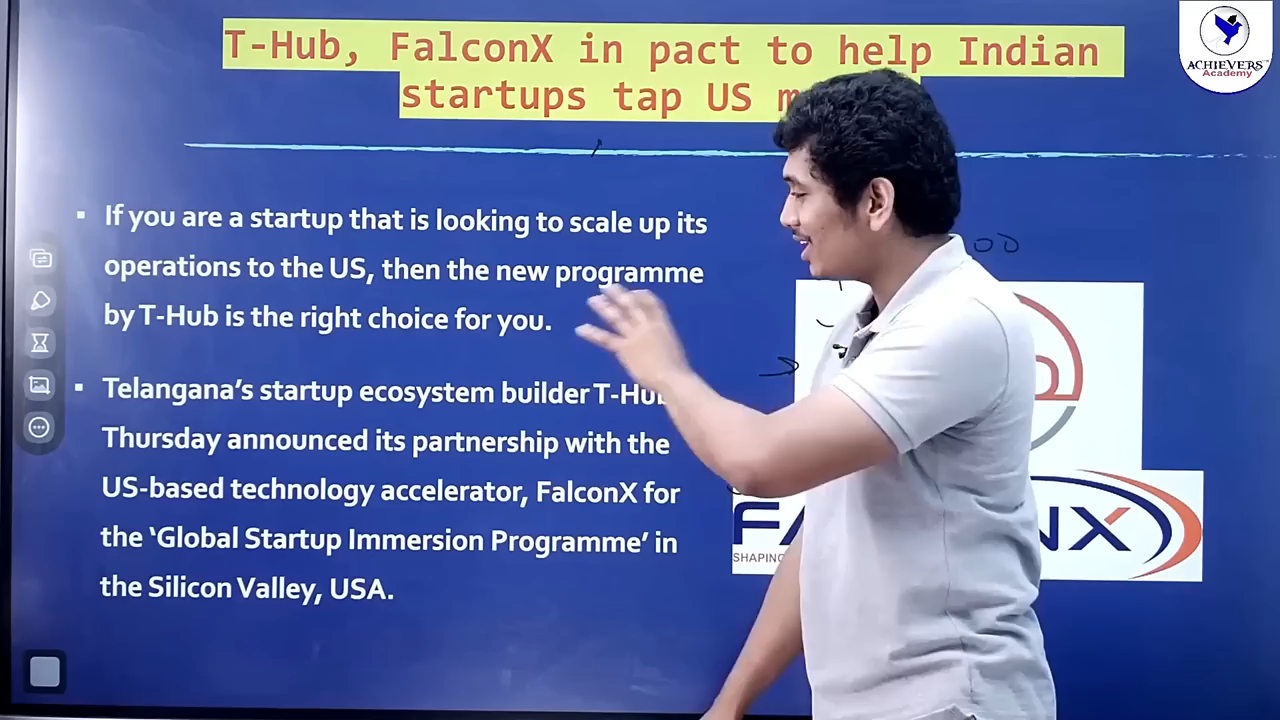 T-Hub, FalconX in pact to help Indian
startups tap US
ACHIEVERS
Academy
If you are a startup that is looking to scale up its
operations to the US, then the new programme
by T-Hub is the right choice for you.
Telangana's startup ecosystem builder T-Hub
Thursday announced its partnership with the
US-based technology accelerator, FalconX for
the ‘Global Startup Immersion Programme’ in
the Silicon Valley, USA.
SHAPING